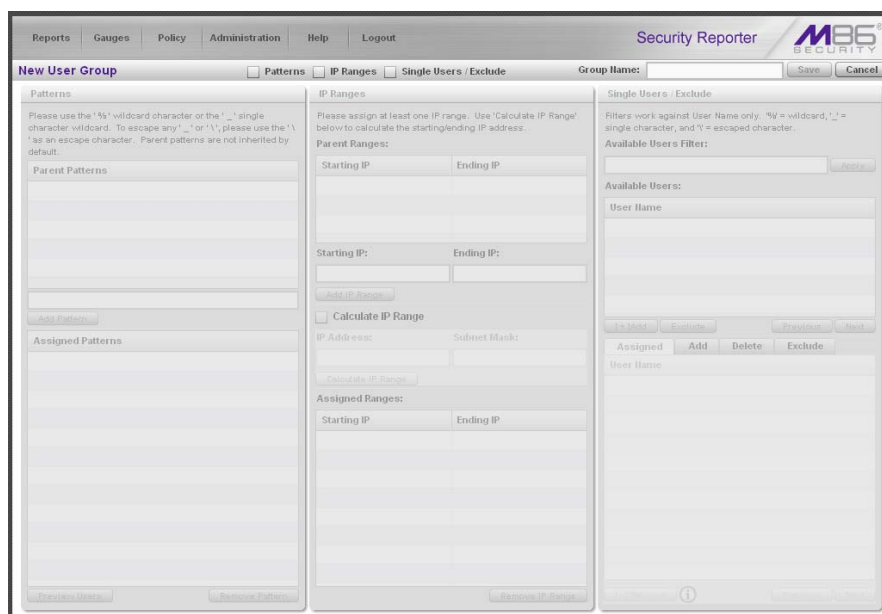 Reports Gauges Policy Administration Help Logout
Security Reporter
M86®
SECURITY
New User Group
Patterns IP Ranges Single Users / Exclude
Group Name:
Save Cancel
Patterns
Please use the '%' wildcard character or the '_' single
character wildcard. To escape any '_' or '\', please use the '\
' as an escape character. Parent patterns are not inherited by
default.
Parent Patterns
Add Pattern
Assigned Patterns
Preview Users Remove Pattern
IP Ranges
Please assign at least one IP range. Use 'Calculate IP Range'
below to calculate the starting/ending IP address.
Parent Ranges:
Starting IP Ending IP
Starting IP: Ending IP:
Add IP Range
Calculate IP Range
IP Address: Subnet Mask:
Calculate IP Range
Assigned Ranges:
Starting IP Ending IP
Remove IP Range
Single Users / Exclude
Filters work against User Name only. '%' = wildcard, '_' =
single character, and '\' = escaped character.
Available Users Filter:
Apply
Available Users:
User Name
[+]Add Exclude Previous Next
Assigned Add Delete Exclude
User Name